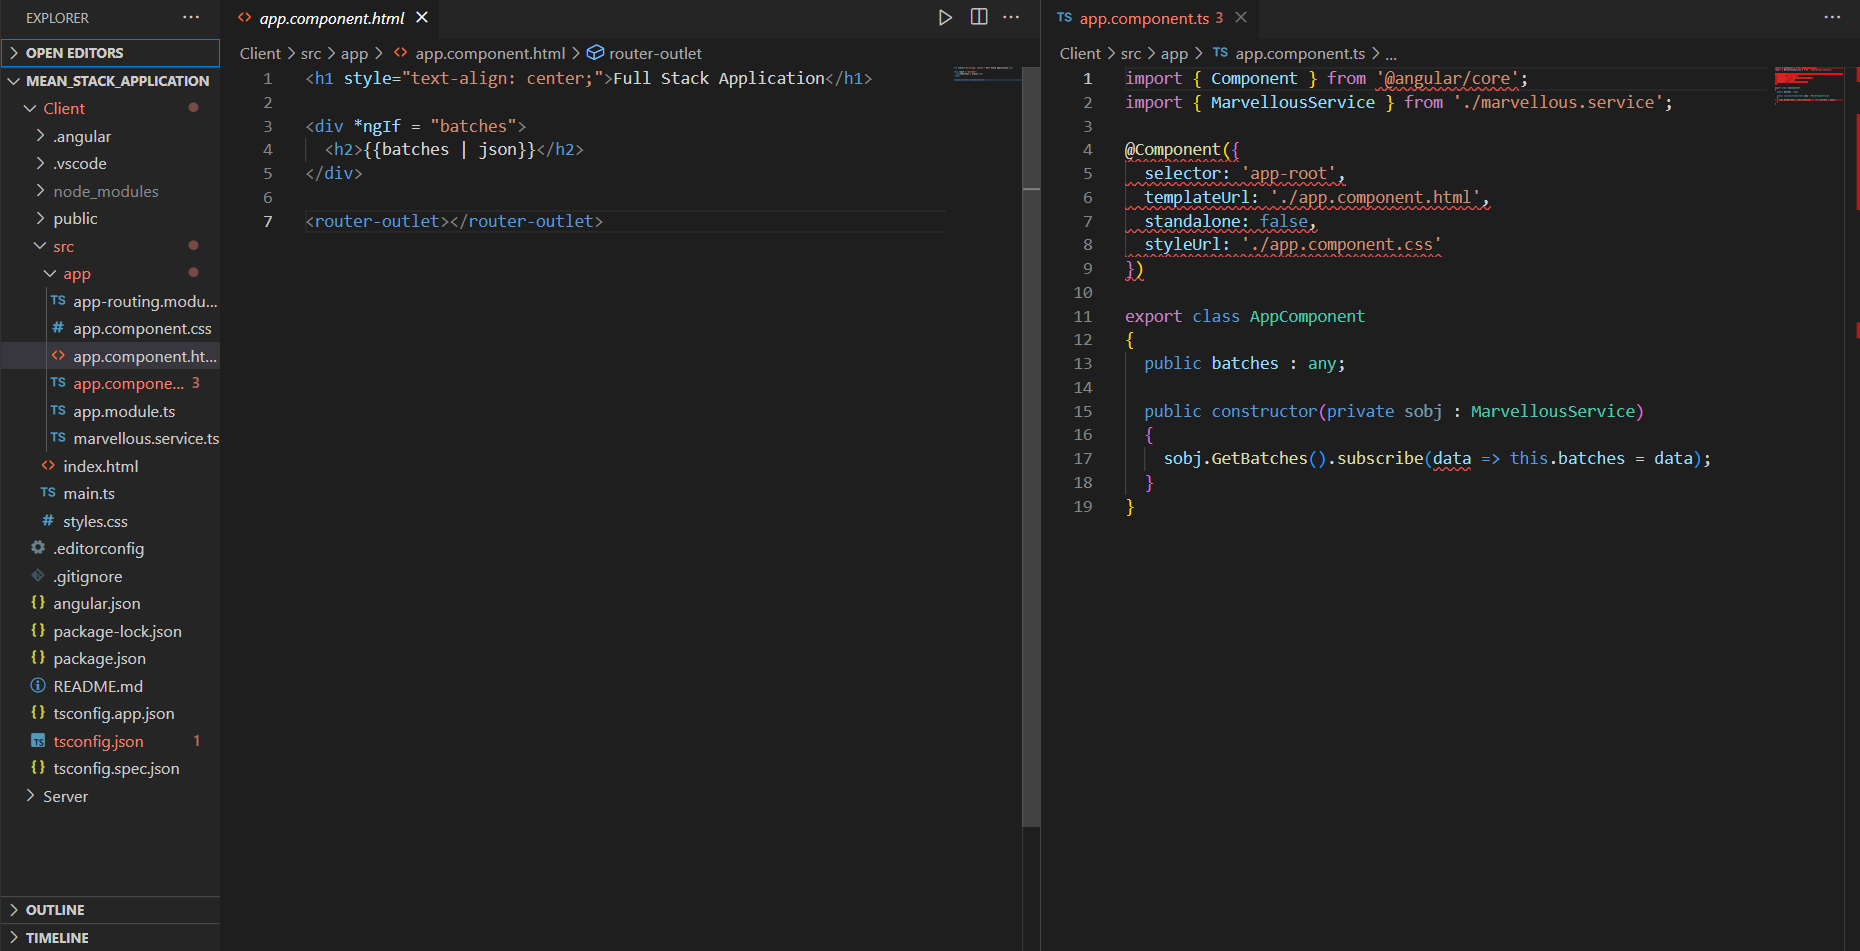 EXPLORER
OPEN EDITORS
MEAN_STACK_APPLICATION
Client
.angular
.vscode
node_modules
public
src
app
TS app-routing.modu...
# app.component.css
<> app.component.ht...
TS app.compone... 3
TS app.module.ts
TS marvellous.service.ts
<> index.html
TS main.ts
# styles.css
.editorconfig
.gitignore
{} angular.json
{} package-lock.json
{} package.json
README.md
{} tsconfig.app.json
TS tsconfig.json 1
{} tsconfig.spec.json
Server
OUTLINE
TIMELINE
<> app.component.html
Client > src > app > <> app.component.html > router-outlet
1 <h1 style="text-align: center;">Full Stack Application</h1>
2
3 <div *ngIf = "batches">
4 <h2>{{batches | json}}</h2>
5 </div>
6
7 <router-outlet></router-outlet>
TS app.component.ts 3
Client > src > app > TS app.component.ts > ...
1 import { Component } from '@angular/core';
2 import { MarvellousService } from './marvellous.service';
3
4 @Component({
5 selector: 'app-root',
6 templateUrl: './app.component.html',
7 standalone: false,
8 styleUrl: './app.component.css'
9 })
10
11 export class AppComponent
12 {
13 public batches : any;
14
15 public constructor(private sobj : MarvellousService)
16 {
17 sobj.GetBatches().subscribe(data => this.batches = data);
18 }
19 }